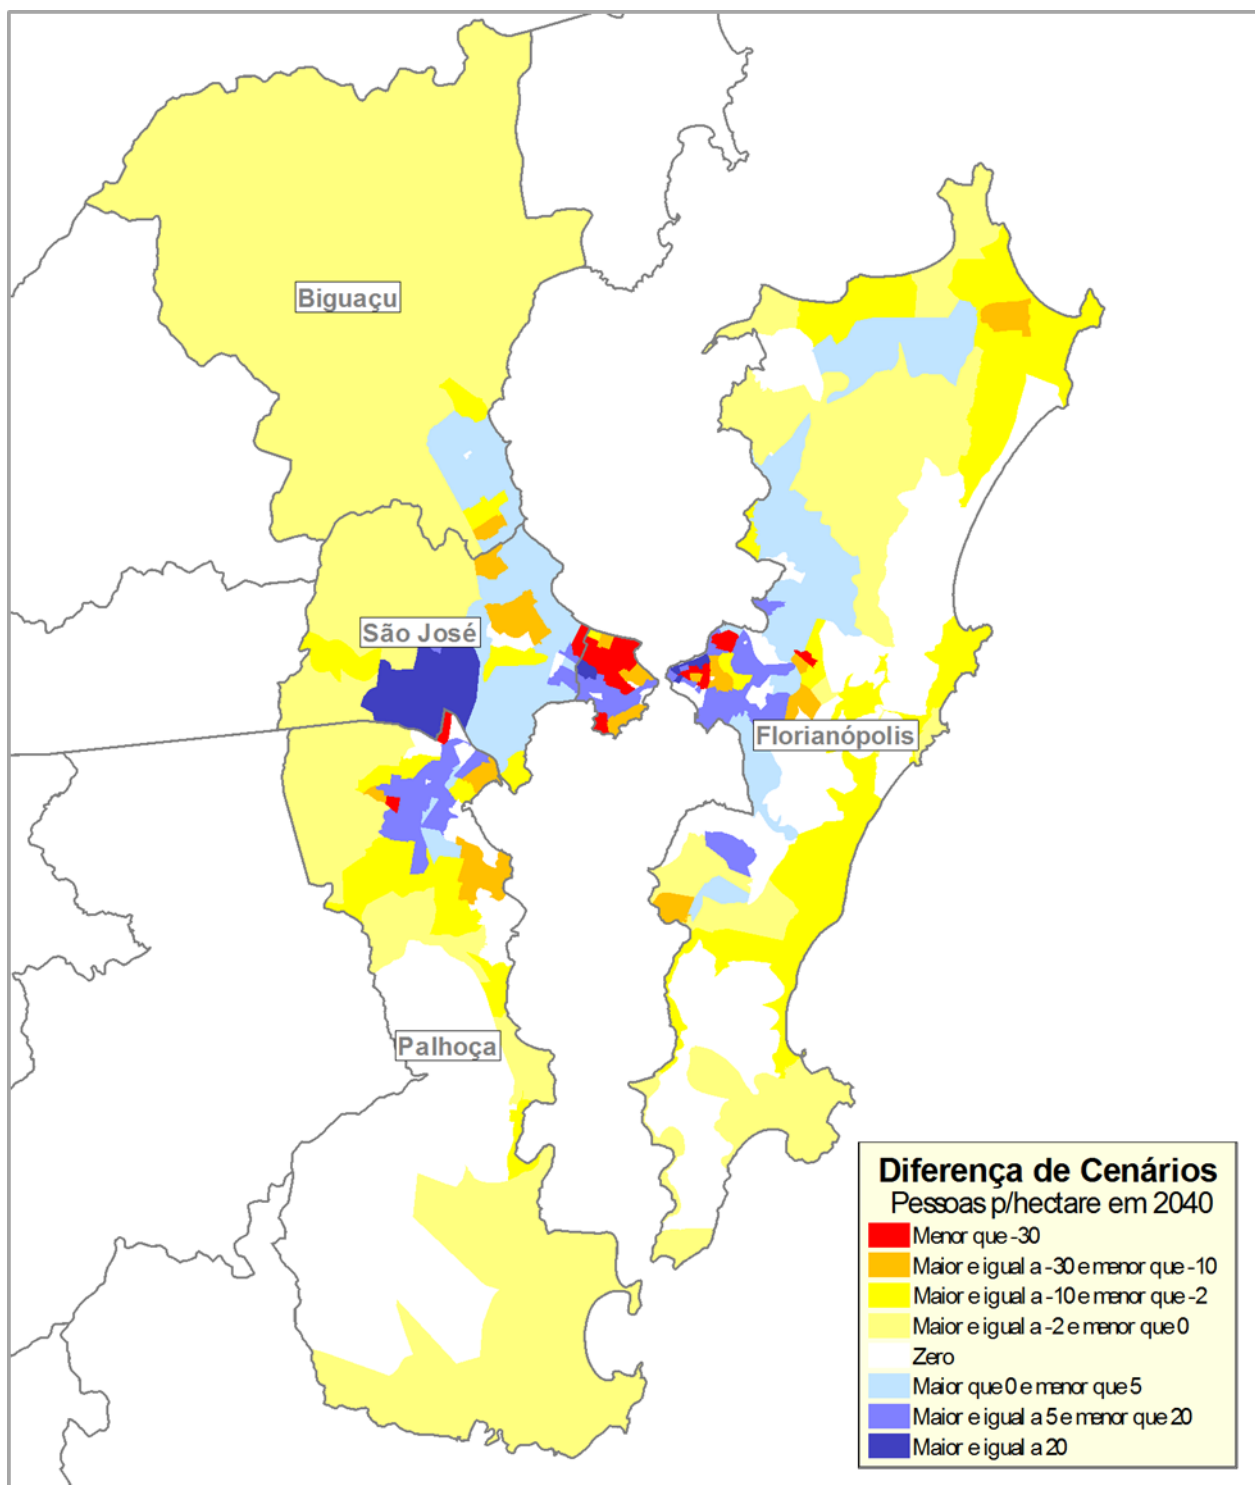 Biguaçu
São José
Florianópolis
Palhoça
Diferença de Cenários
Pessoas p/hectare em 2040
Menor que -30
Maior e igual a -30 e menor que -10
Maior e igual a -10 e menor que -2
Maior e igual a -2 e menor que 0
Zero
Maior que 0 e menor que 5
Maior e igual a 5 e menor que 20
Maior e igual a 20